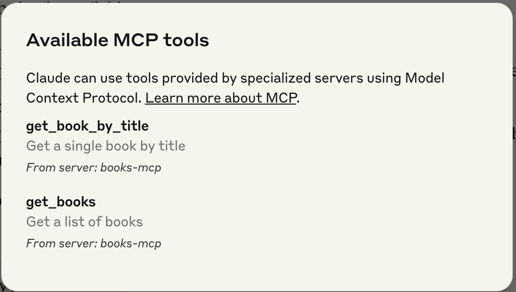 Available MCP tools
Claude can use tools provided by specialized servers using Model
Context Protocol. Learn more about MCP.
get_book_by_title
Get a single book by title
From server: books-mcp
get_books
Get a list of books
From server: books-mcp